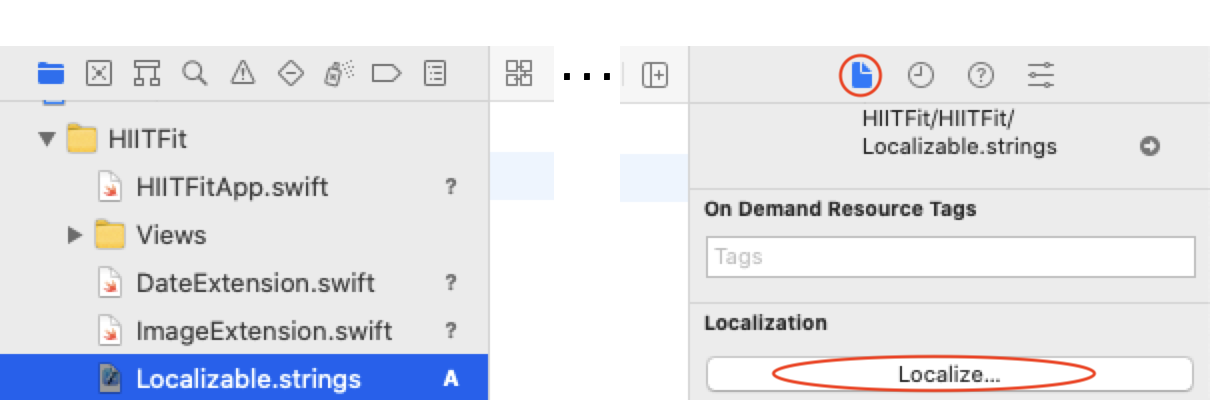 HIITFit
HIITFitApp.swift ?
Views
DateExtension.swift ?
ImageExtension.swift ?
Localizable.strings A
...
HIITFit/HIITFit/
Localizable.strings
On Demand Resource Tags
Tags
Localization
Localize...